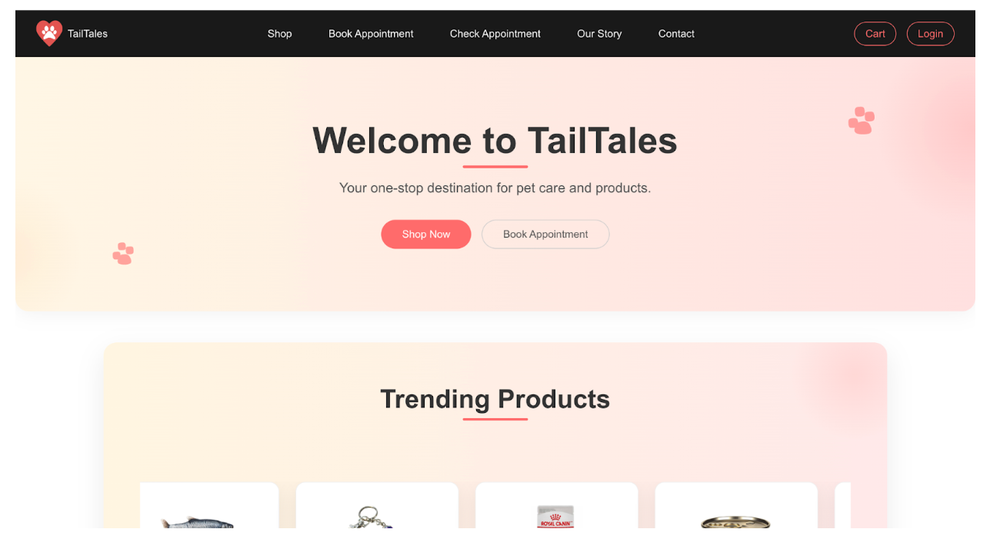 TailTales
Shop
Book Appointment
Check Appointment
Our Story
Contact
Cart
Login
Welcome to TailTales
Your one-stop destination for pet care and products.
Shop Now
Book Appointment
Trending Products
ROYAL CANIN